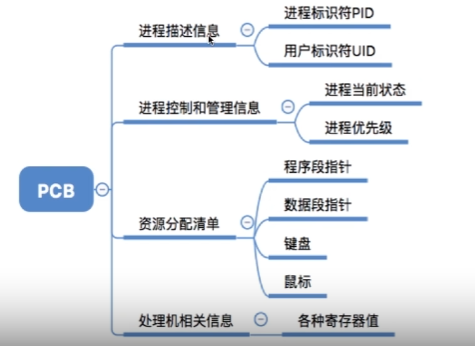 进程标识符PID
进程描述信息
用户标识符UID
进程当前状态
进程控制和管理信息
进程优先级
程序段指针
PCB
数据段指针
资源分配清单
键盘
鼠标
处理机相关信息
各种寄存器值